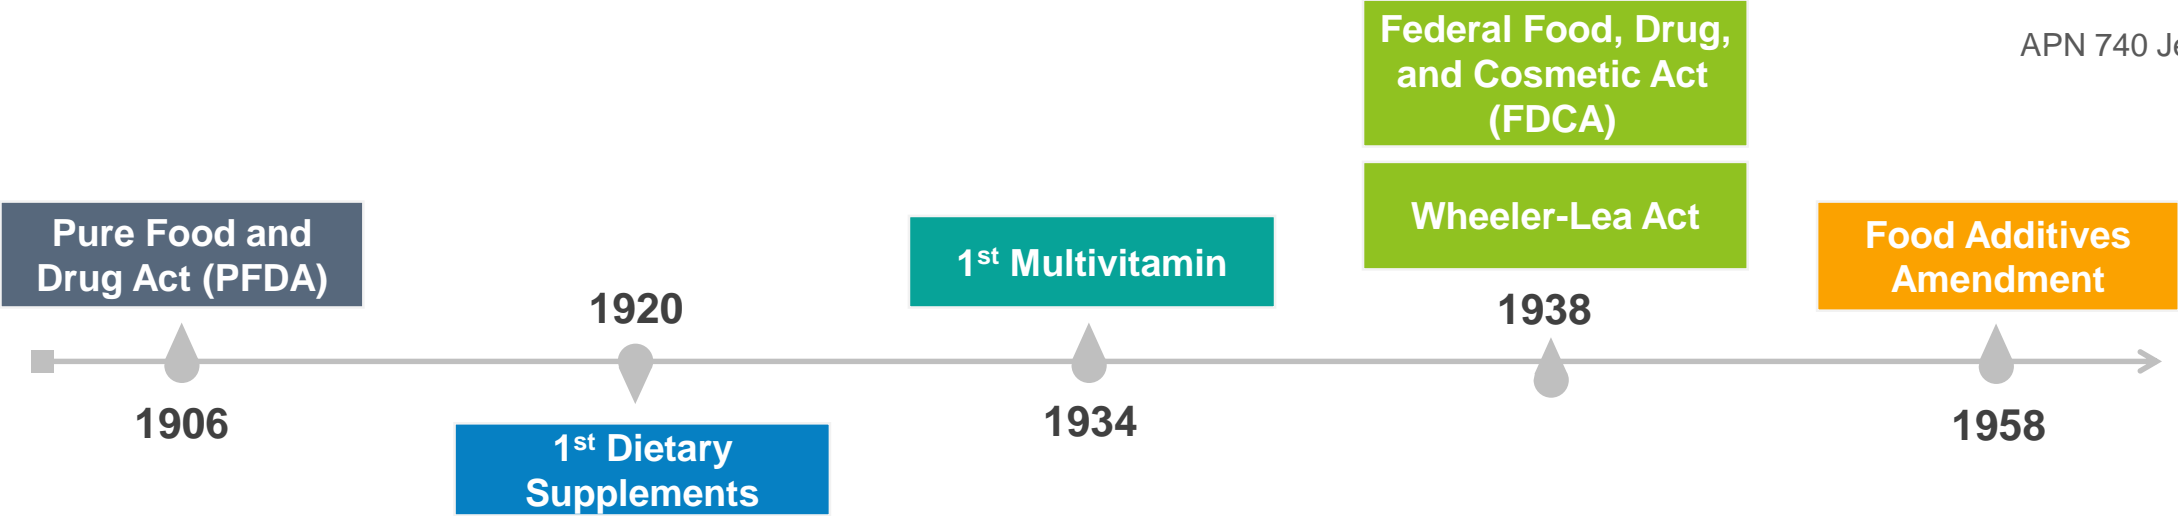 APN 740
Federal Food, Drug,
and Cosmetic Act
(FDCA)
Wheeler-Lea Act
1938
Pure Food and
Drug Act (PFDA)
1906
1920
1st Dietary
Supplements
1st Multivitamin
1934
Food Additives
Amendment
1958